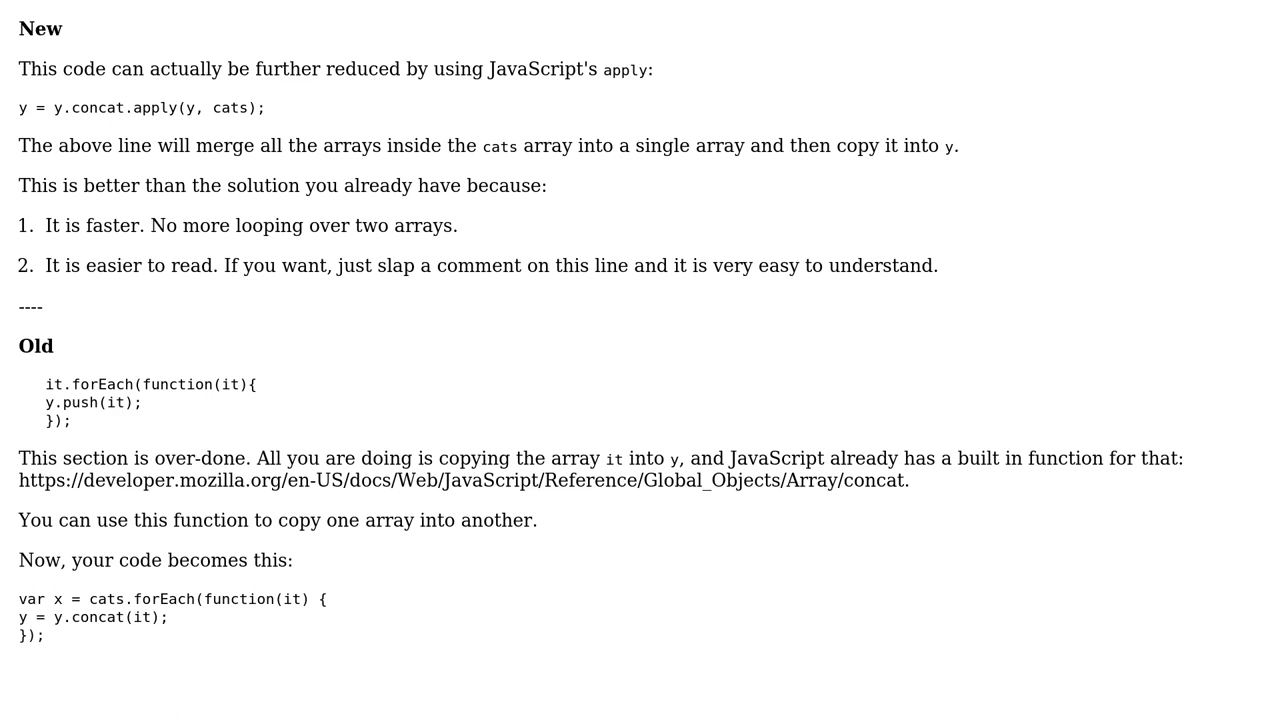 New
This code can actually be further reduced by using JavaScript's apply:
y = y.concat.apply(y, cats);
The above line will merge all the arrays inside the cats array into a single array and then copy it into y.
This is better than the solution you already have because:
1. It is faster. No more looping over two arrays.
2. It is easier to read. If you want, just slap a comment on this line and it is very easy to understand.
----
Old
it.forEach(function(it){
y.push(it);
});
This section is over-done. All you are doing is copying the array it into y, and JavaScript already has a built in function for that:
https://developer.mozilla.org/en-US/docs/Web/JavaScript/Reference/Global_Objects/Array/concat.
You can use this function to copy one array into another.
Now, your code becomes this:
var x = cats.forEach(function(it) {
y = y.concat(it);
});